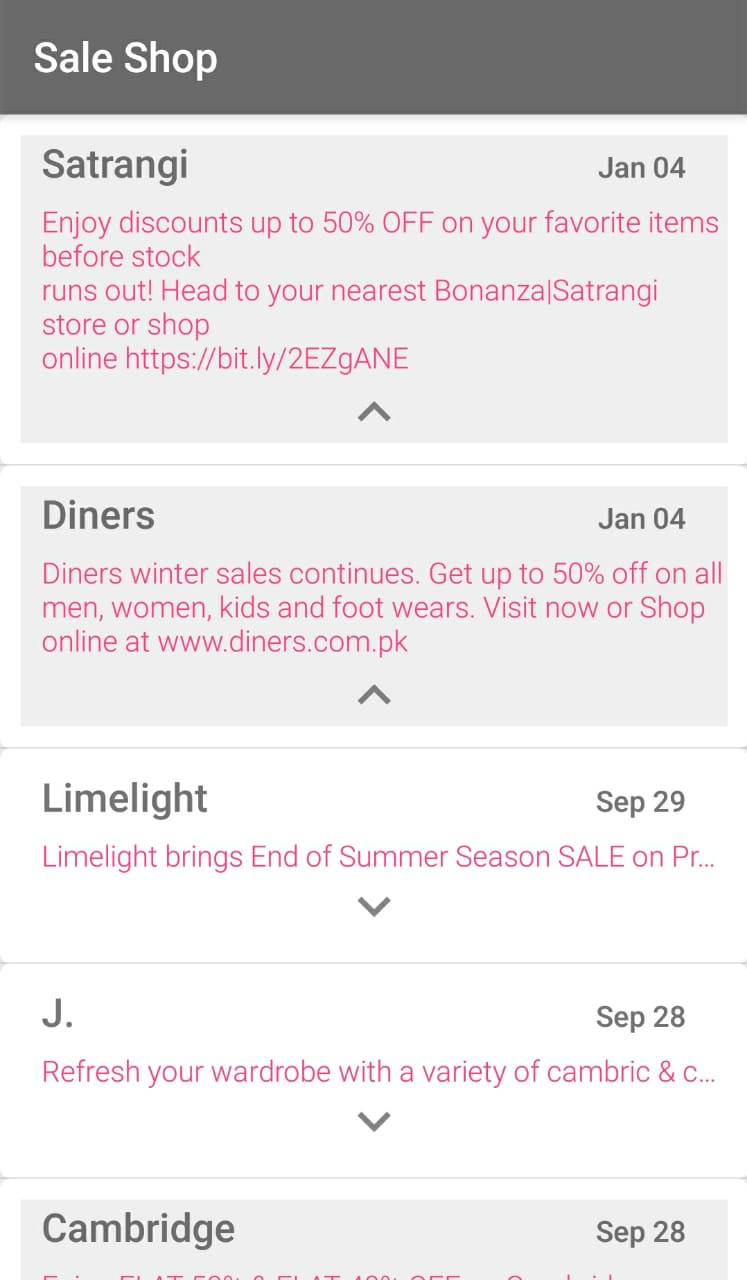 Sale Shop
Satrangi
Jan 04
Enjoy discounts up to 50% OFF on your favorite items
before stock
runs out! Head to your nearest Bonanza|Satrangi
store or shop
online https://bit.ly/2EZgANE
Diners
Jan 04
Diners winter sales continues. Get up to 50% off on all
men, women, kids and foot wears. Visit now or Shop
online at www.diners.com.pk
Limelight
Sep 29
Limelight brings End of Summer Season SALE on Pr...
J.
Sep 28
Refresh your wardrobe with a variety of cambric & c...
Cambridge
Sep 28